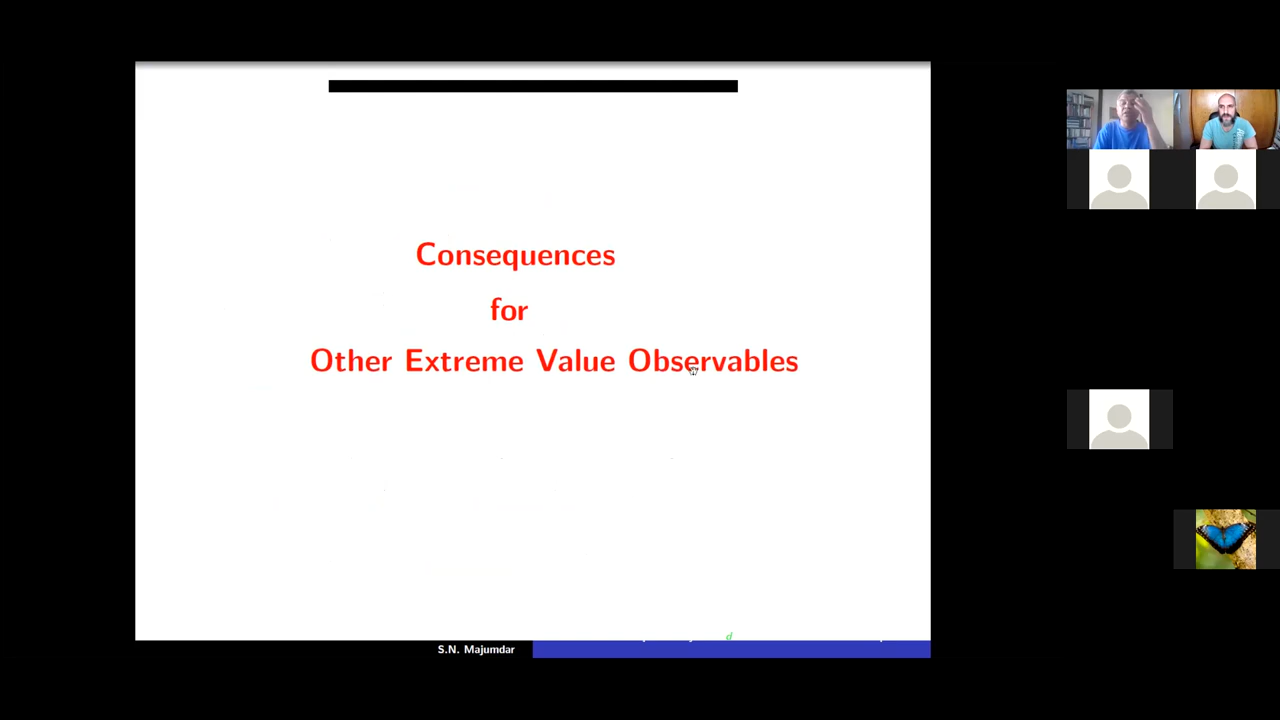 Consequences
for
Other Extreme Value Observables
d
S.N. Majumdar